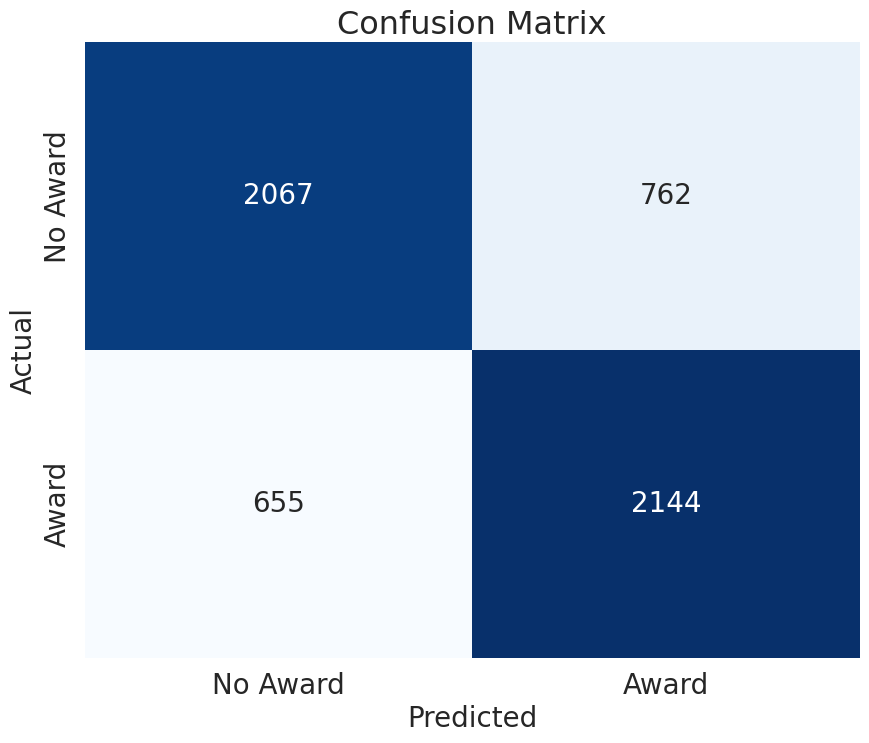 Confusion Matrix
Actual
No Award
2067
762
Award
655
2144
No Award
Award
Predicted